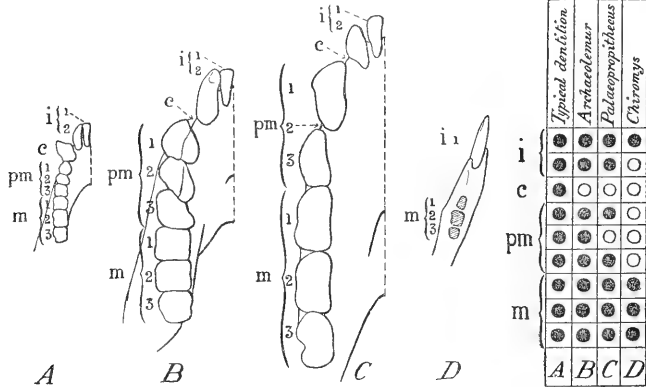 i { 1 2
c
pm { 1 2 3
m { 1 2 3
A
i { 1 2
c
pm { 1 2 3
m { 1 2 3
B
i { 1 2
c
pm { 1 2 3
m { 1 2 3
C
i 1
m { 1 2 3
D
Typical dentition
Archaeolemur
Palaeopropithecus
Chiromys
i
c
pm
m
A B C D